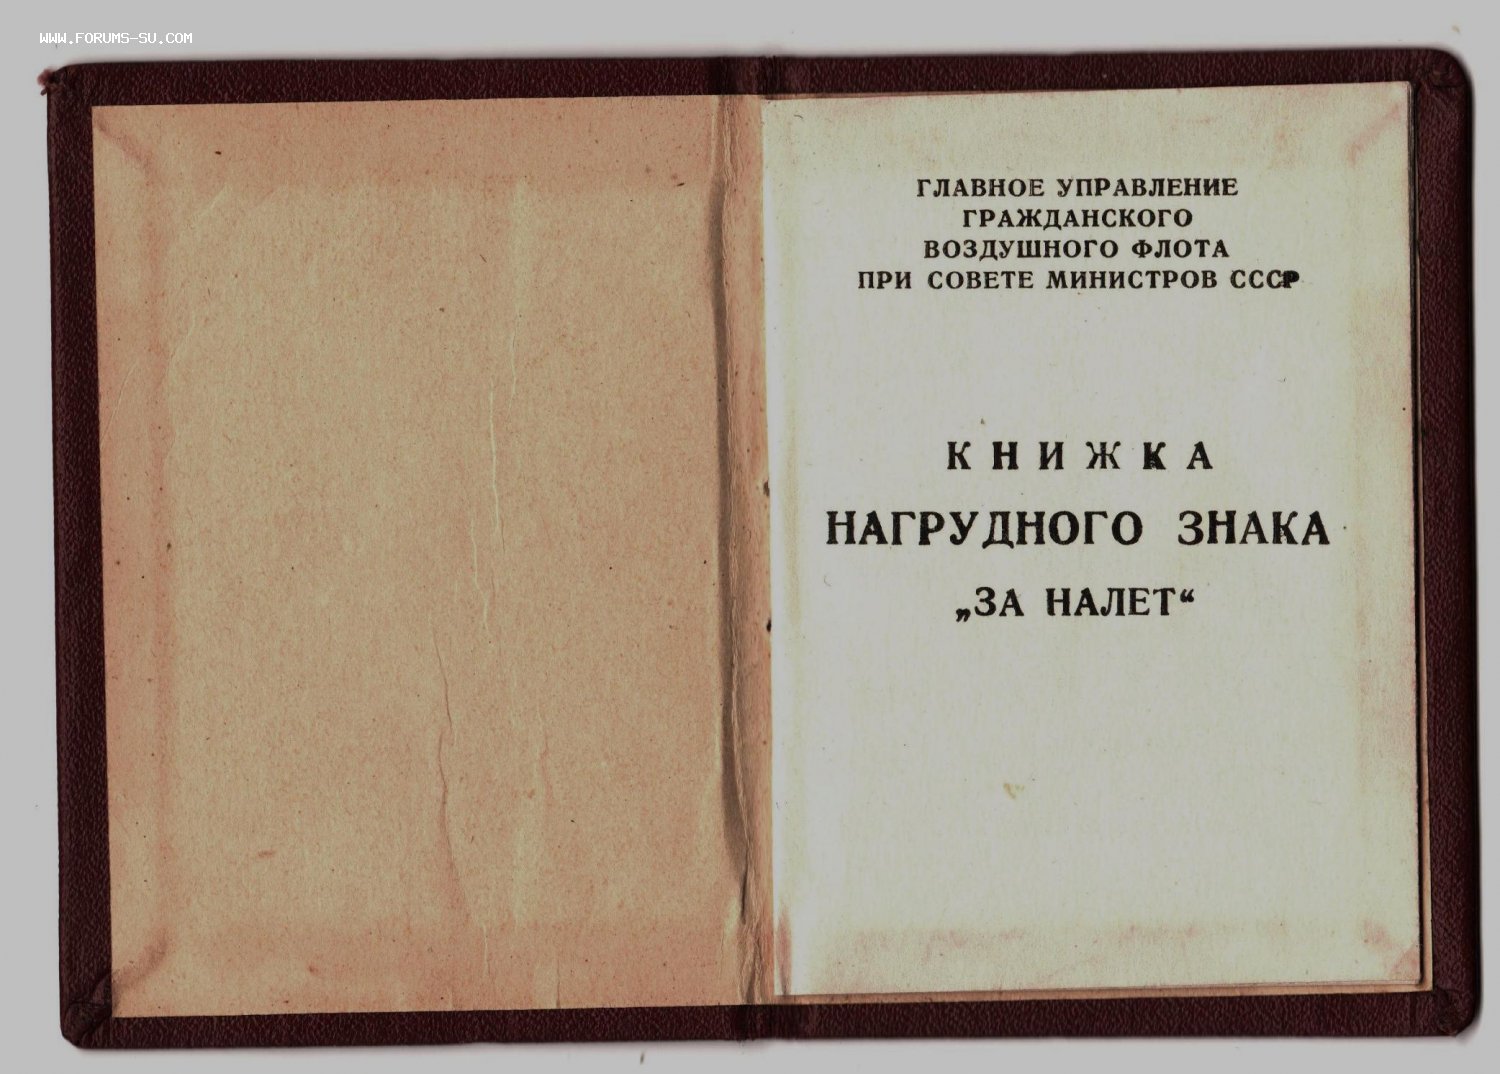 WWW.FORUMS-SU.COM
ГЛАВНОЕ УПРАВЛЕНИЕ
ГРАЖДАНСКОГО
ВОЗДУШНОГО ФЛОТА
ПРИ СОВЕТЕ МИНИСТРОВ СССР
КНИЖКА
НАГРУДНОГО ЗНАКА
„ЗА НАЛЕТ“